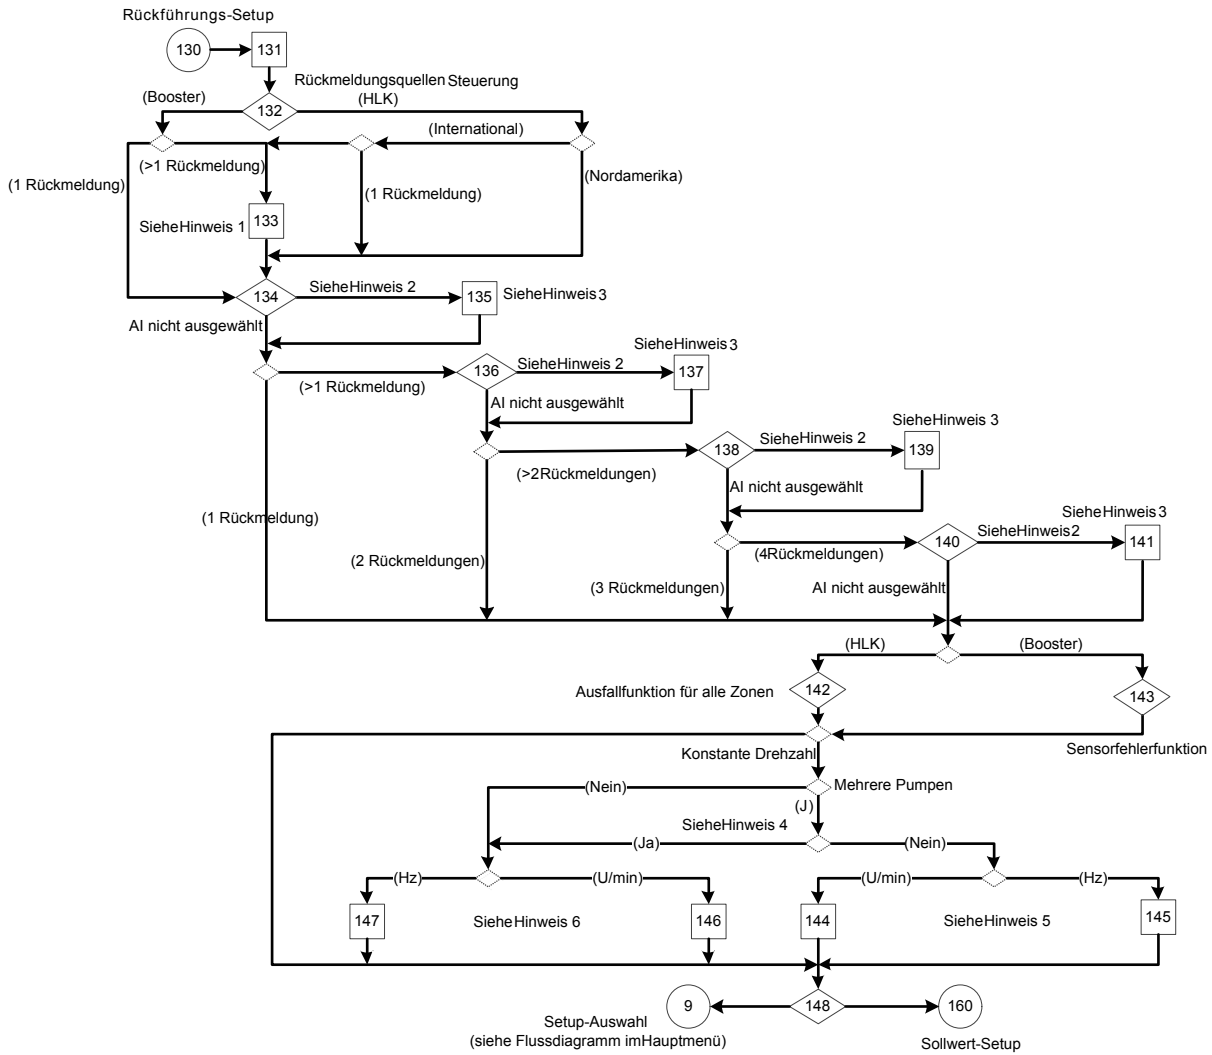 Rückführungs-Setup
130
131
Rückmeldungsquellen Steuerung
(Booster)
132
(HLK)
(International)
(>1 Rückmeldung)
(1 Rückmeldung)
(1 Rückmeldung)
(Nordamerika)
SieheHinweis 1
133
134
SieheHinweis 2
135
SieheHinweis 3
AI nicht ausgewählt
SieheHinweis 3
136
SieheHinweis 2
137
(>1 Rückmeldung)
AI nicht ausgewählt
SieheHinweis 3
138
SieheHinweis 2
139
(>2Rückmeldungen)
AI nicht ausgewählt
(1 Rückmeldung)
SieheHinweis 3
140
SieheHinweis2
141
(4Rückmeldungen)
(2 Rückmeldungen)
(3 Rückmeldungen)
AI nicht ausgewählt
(HLK)
(Booster)
Ausfallfunktion für alle Zonen
142
143
Konstante Drehzahl
Sensorfehlerfunktion
(Nein)
Mehrere Pumpen
(J)
SieheHinweis 4
(Ja)
(Nein)
(Hz)
(U/min)
(U/min)
(Hz)
147
SieheHinweis 6
146
144
SieheHinweis 5
145
9
148
160
Setup-Auswahl
(siehe Flussdiagramm imHauptmenü)
Sollwert-Setup